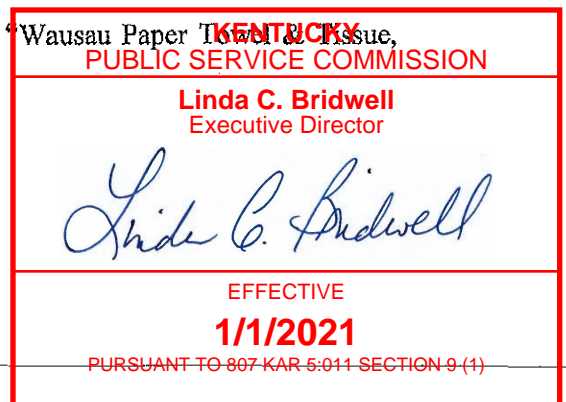 “Wausau Paper Towel & Tissue,
KENTUCKY
PUBLIC SERVICE COMMISSION
Linda C. Bridwell
Executive Director
Linda C. Bridwell
EFFECTIVE
1/1/2021
PURSUANT TO 807 KAR 5:011 SECTION 9 (1)